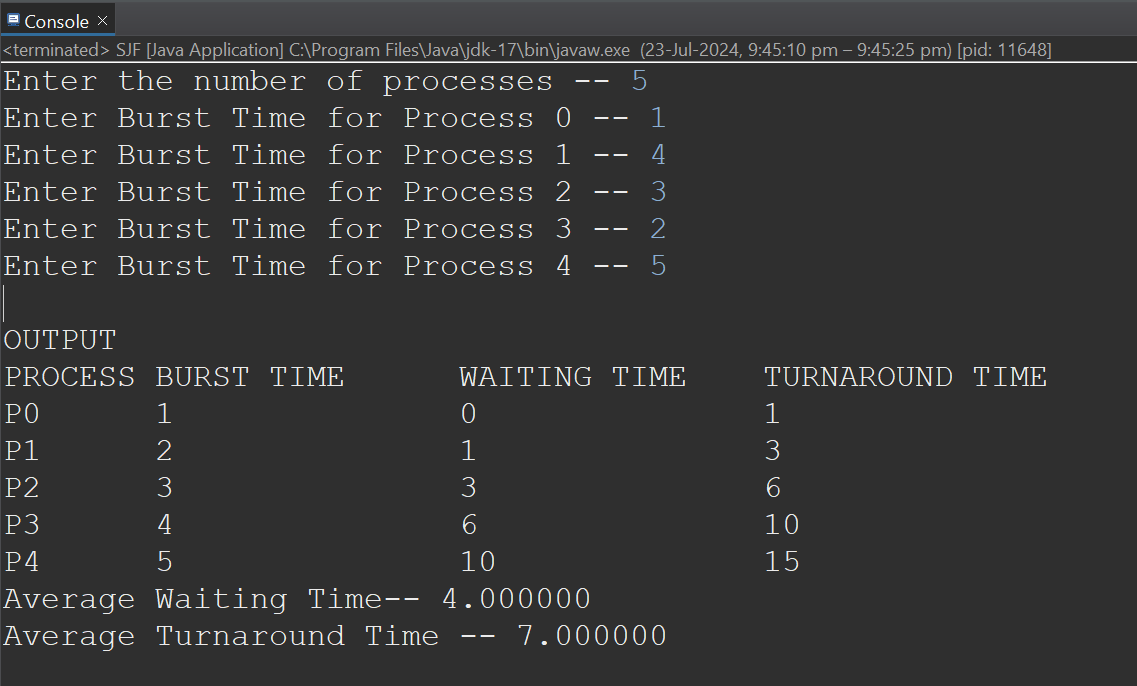 Console
<terminated> SJF [Java Application] C:\Program Files\Java\jdk-17\bin\javaw.exe (23-Jul-2024, 9:45:10 pm – 9:45:25 pm) [pid: 11648]
Enter the number of processes -- 5
Enter Burst Time for Process 0 -- 1
Enter Burst Time for Process 1 -- 4
Enter Burst Time for Process 2 -- 3
Enter Burst Time for Process 3 -- 2
Enter Burst Time for Process 4 -- 5
OUTPUT
PROCESS BURST TIME WAITING TIME TURNAROUND TIME
P0 1 0 1
P1 2 1 3
P2 3 3 6
P3 4 6 10
P4 5 10 15
Average Waiting Time-- 4.000000
Average Turnaround Time -- 7.000000